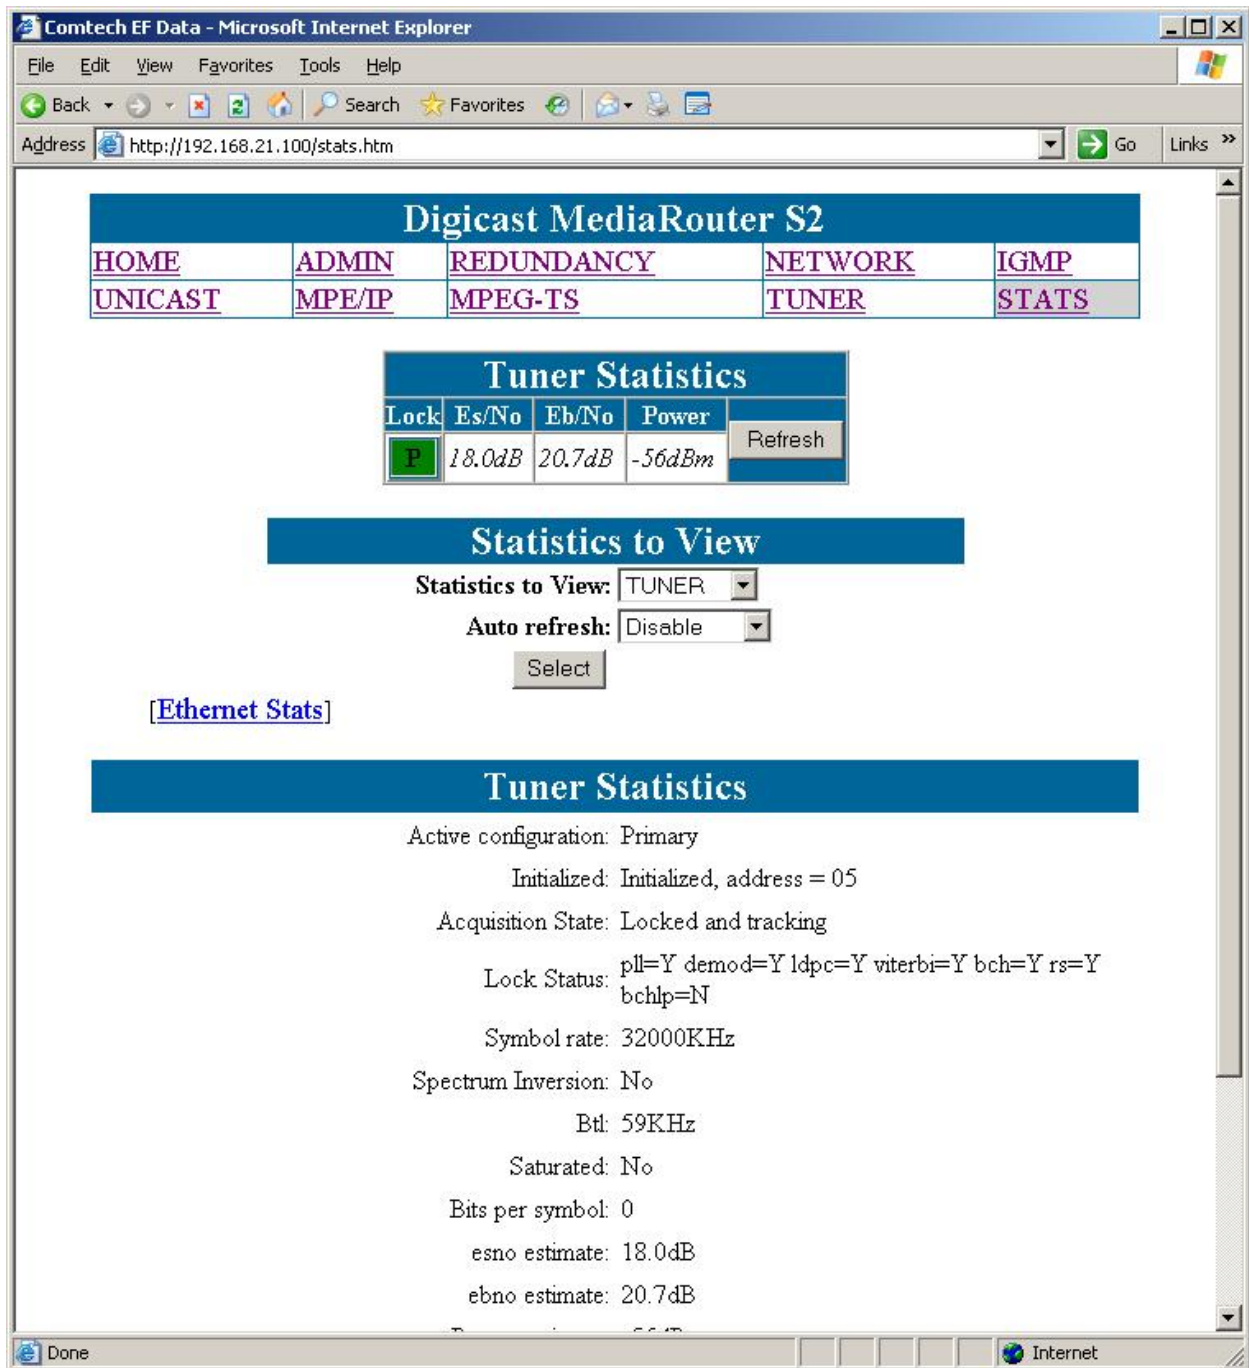 Comtech EF Data - Microsoft Internet Explorer
File Edit View Favorites Tools Help
Back Search Favorites
Address http://192.168.21.100/stats.htm Go Links »
Digicast MediaRouter S2
HOME ADMIN REDUNDANCY NETWORK IGMP
UNICAST MPE/IP MPEG-TS TUNER STATS
Tuner Statistics
Lock Es/No Eb/No Power
P 18.0dB 20.7dB -56dBm Refresh
Statistics to View
Statistics to View: TUNER
Auto refresh: Disable
Select
[Ethernet Stats]
Tuner Statistics
Active configuration: Primary
Initialized: Initialized, address = 05
Acquisition State: Locked and tracking
Lock Status: pll=Y demod=Y ldpc=Y viterbi=Y bch=Y rs=Y
bchlp=N
Symbol rate: 32000KHz
Spectrum Inversion: No
Btl: 59KHz
Saturated: No
Bits per symbol: 0
esno estimate: 18.0dB
ebno estimate: 20.7dB
Done Internet